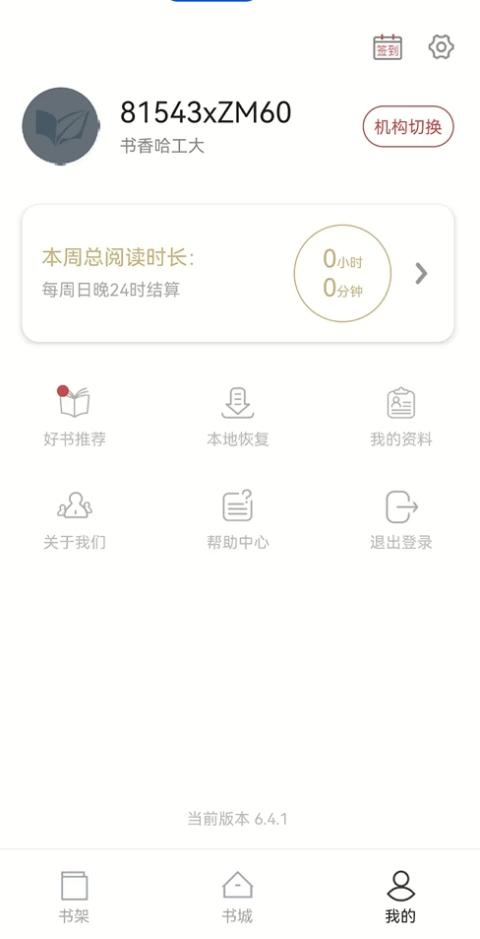 签到
81543xZM60
书香哈工大
机构切换
本周总阅读时长：
每周日晚24时结算
0小时
0分钟
好书推荐
本地恢复
我的资料
关于我们
帮助中心
退出登录
当前版本 6.4.1
书架
书城
我的